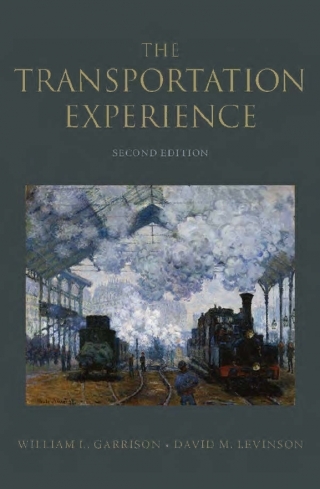 THE
TRANSPORTATION
EXPERIENCE
SECOND EDITION
WILLIAM L. GARRISON • DAVID M. LEVINSON